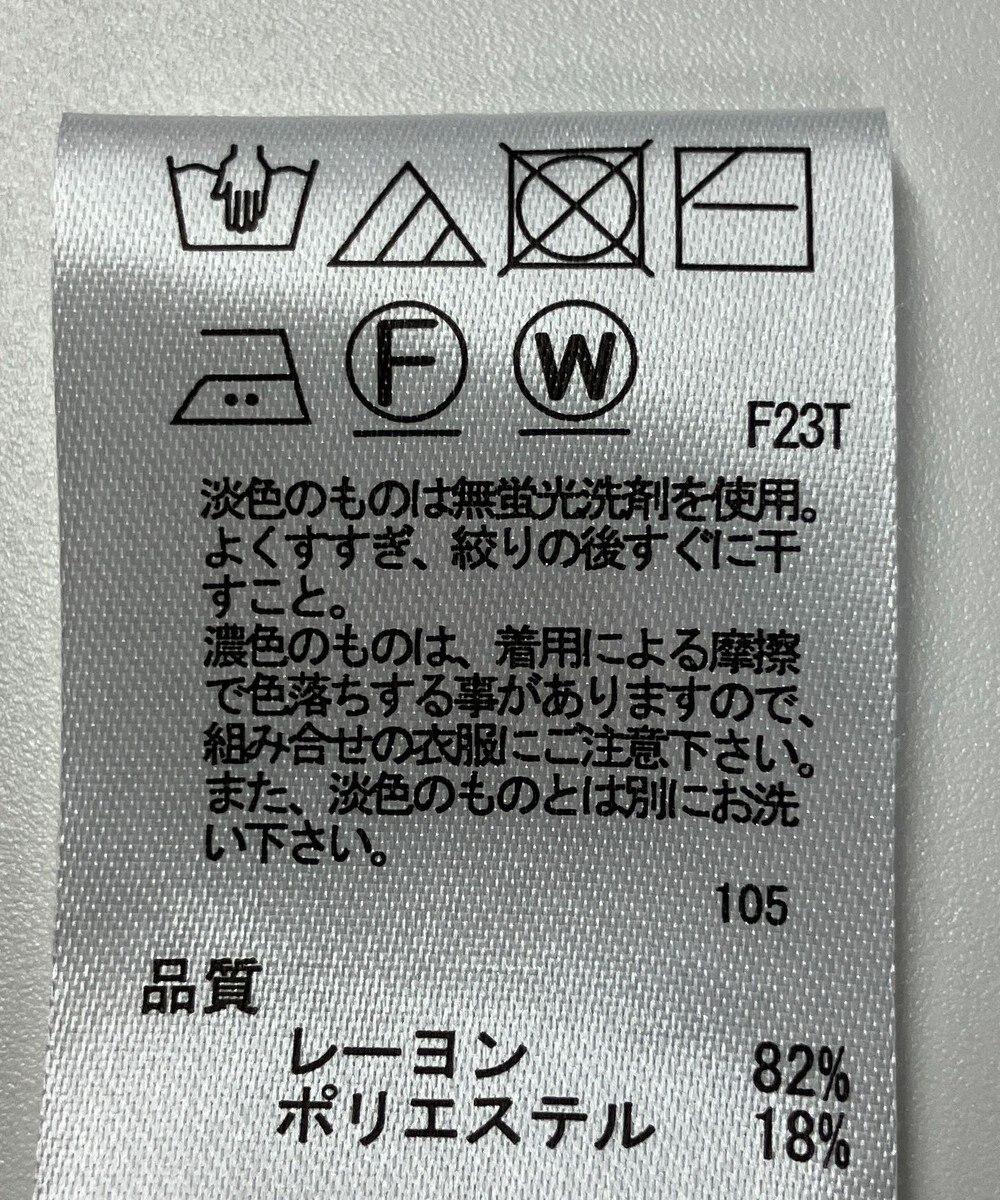 F W F23T
淡色のものは無蛍光洗剤を使用。
よくすすぎ、絞りの後すぐに干
すこと。
濃色のものは、着用による摩擦
で色落ちする事がありますので、
組み合せの衣服にご注意下さい。
また、淡色のものとは別にお洗
い下さい。
105
品質
レーヨン 82%
ポリエステル 18%